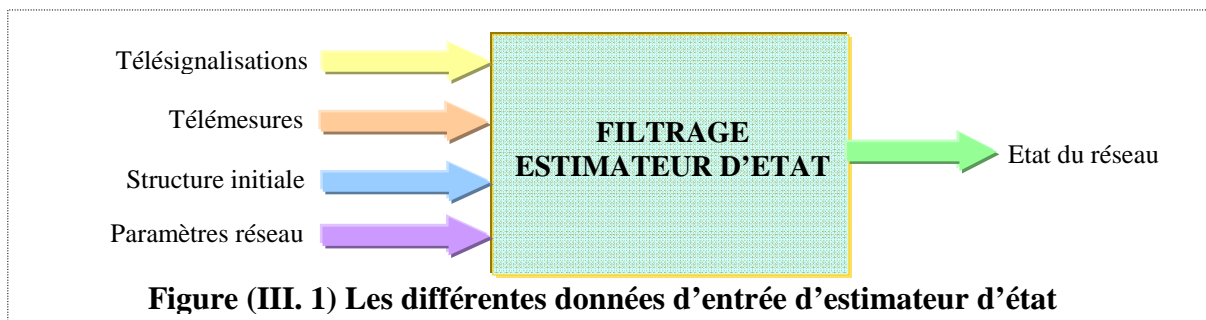 Télésignalisations
Télémesures
Structure initiale
Paramètres réseau
FILTRAGE
ESTIMATEUR D’ETAT
Etat du réseau
Figure (III. 1) Les différentes données d’entrée d’estimateur d’état